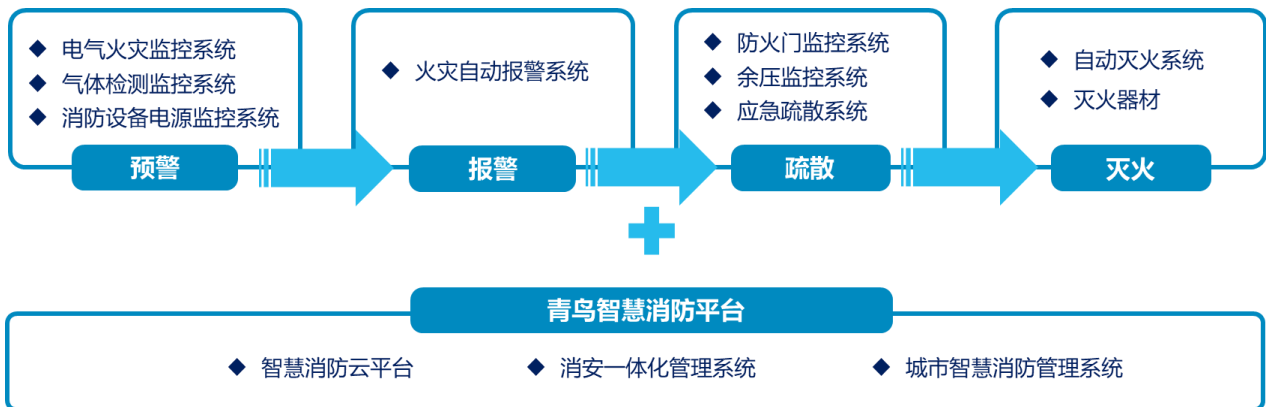 电气火灾监控系统
气体检测监控系统
消防设备电源监控系统
预警
火灾自动报警系统
报警
防火门监控系统
余压监控系统
应急疏散系统
疏散
自动灭火系统
灭火器材
灭火
青鸟智慧消防平台
智慧消防云平台
消安一体化管理系统
城市智慧消防管理系统